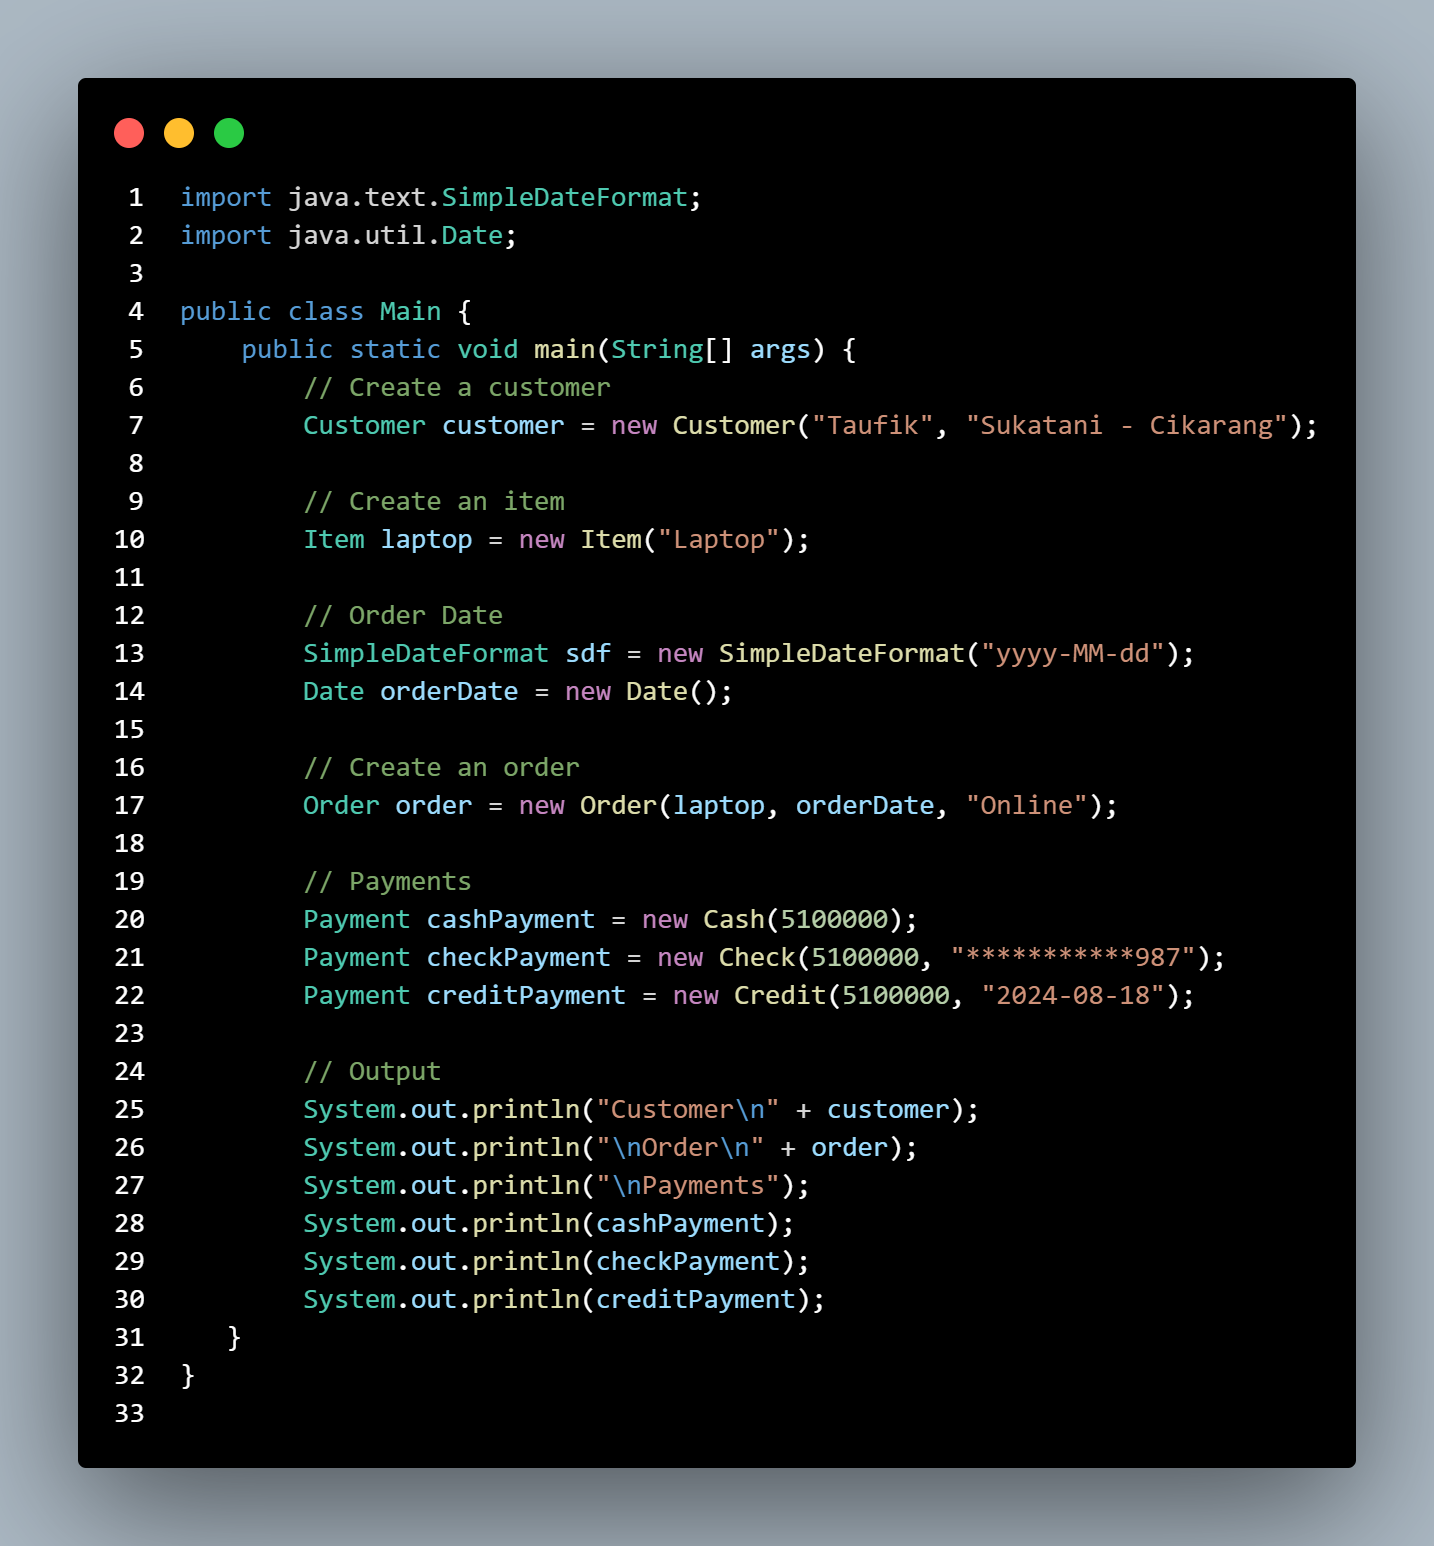 1 import java.text.SimpleDateFormat;
2 import java.util.Date;
3
4 public class Main {
5     public static void main(String[] args) {
6         // Create a customer
7         Customer customer = new Customer("Taufik", "Sukatani - Cikarang");
8
9         // Create an item
10         Item laptop = new Item("Laptop");
11
12         // Order Date
13         SimpleDateFormat sdf = new SimpleDateFormat("yyyy-MM-dd");
14         Date orderDate = new Date();
15
16         // Create an order
17         Order order = new Order(laptop, orderDate, "Online");
18
19         // Payments
20         Payment cashPayment = new Cash(5100000);
21         Payment checkPayment = new Check(5100000, "***********987");
22         Payment creditPayment = new Credit(5100000, "2024-08-18");
23
24         // Output
25         System.out.println("Customer\n" + customer);
26         System.out.println("\nOrder\n" + order);
27         System.out.println("\nPayments");
28         System.out.println(cashPayment);
29         System.out.println(checkPayment);
30         System.out.println(creditPayment);
31    }
32 }
33